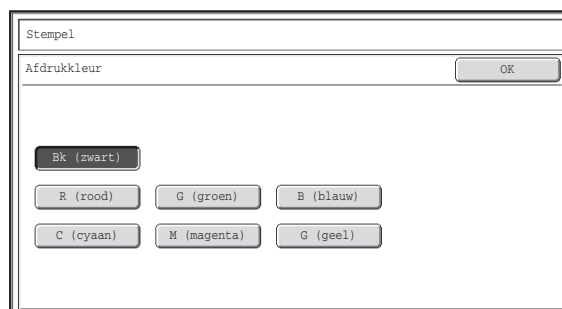 Stempel
Afdrukkleur OK
Bk (zwart)
R (rood) G (groen) B (blauw)
C (cyaan) M (magenta) G (geel)